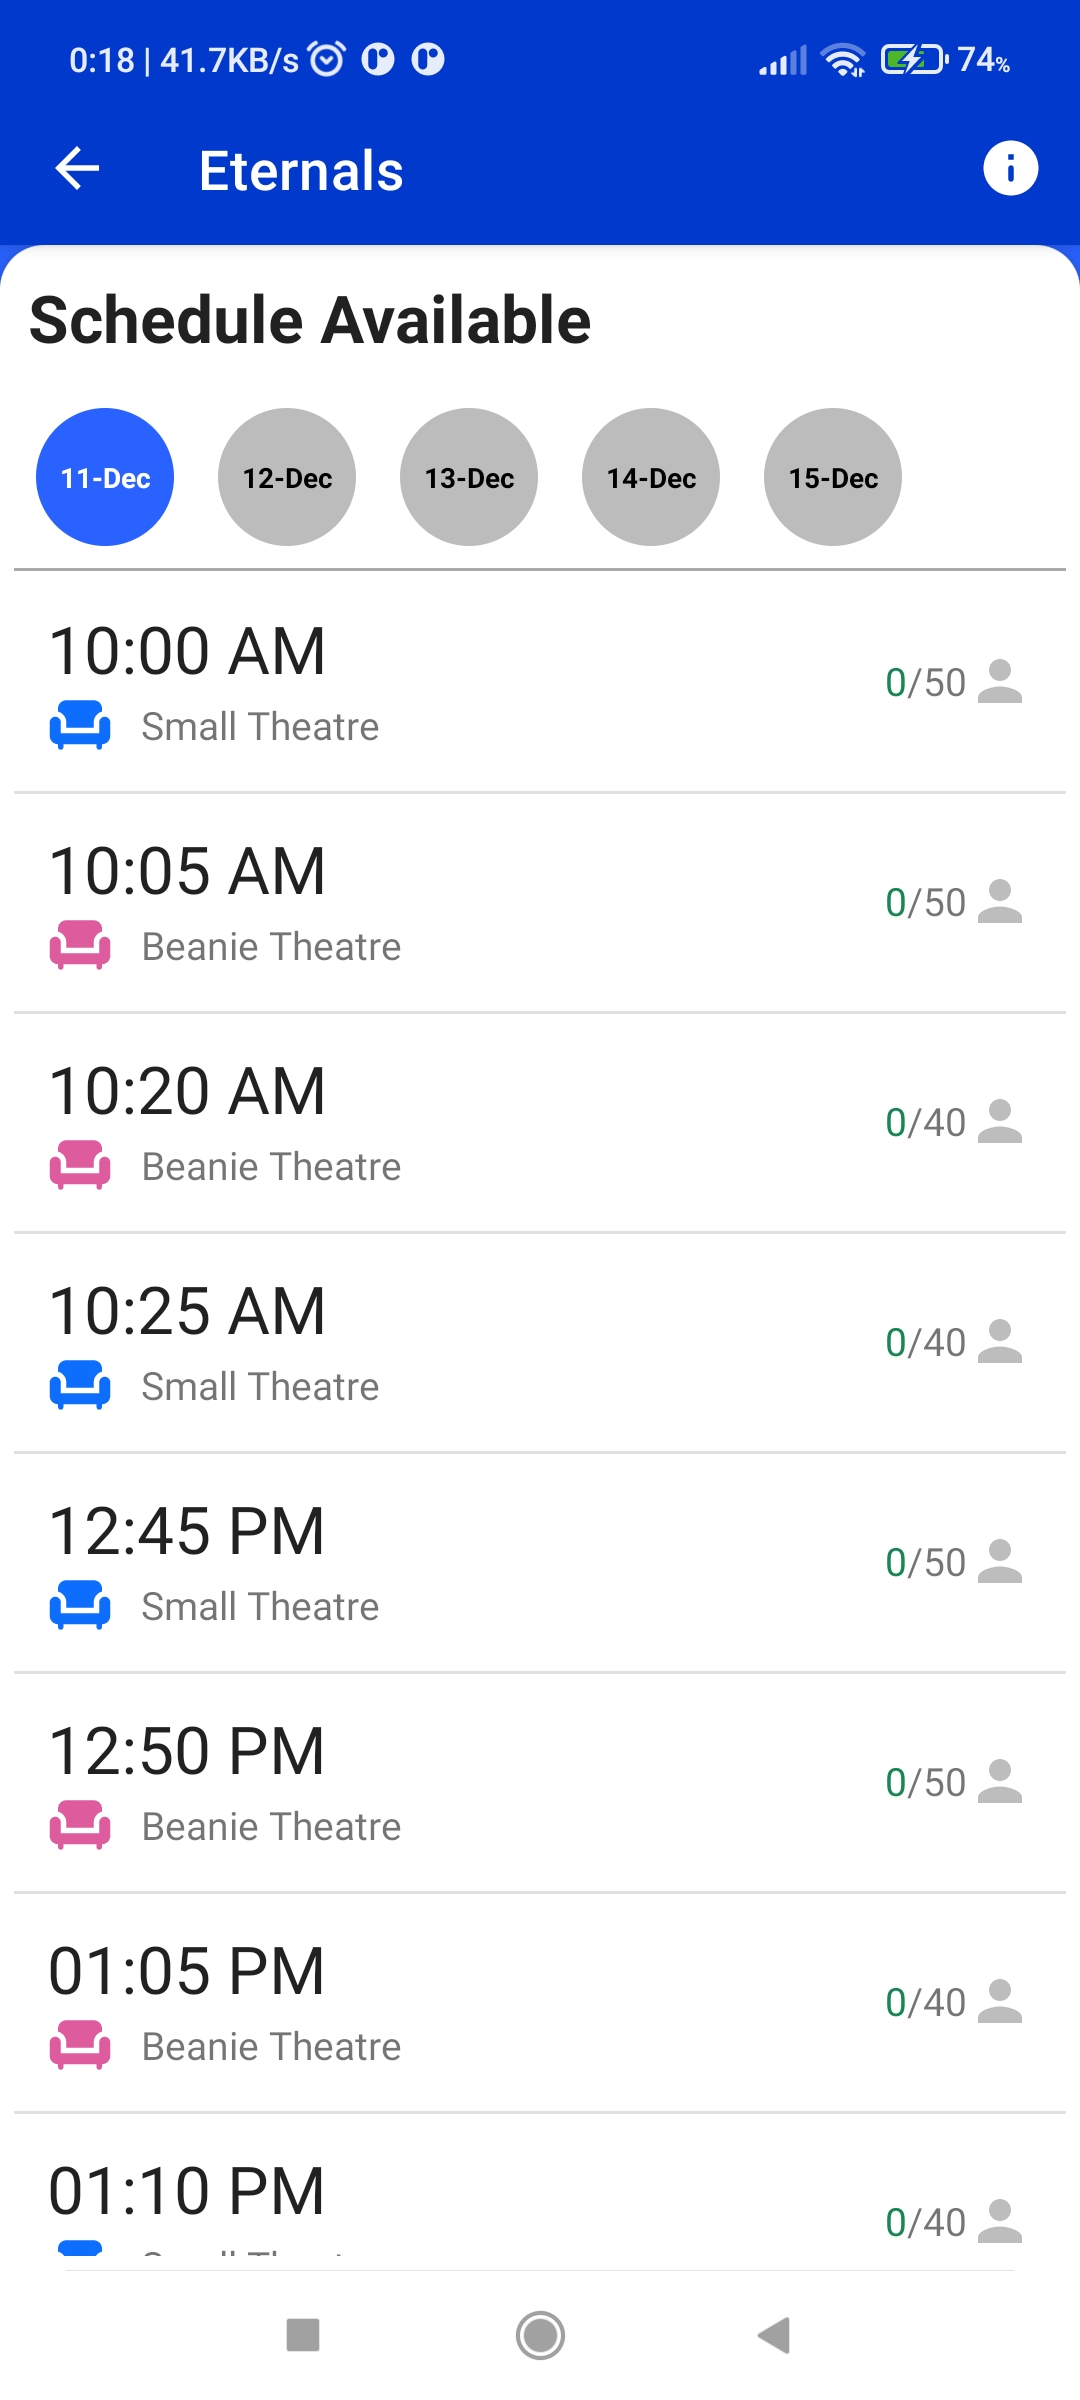 0:18 | 41.7KB/s 74%
Eternals
Schedule Available
11-Dec 12-Dec 13-Dec 14-Dec 15-Dec
10:00 AM
0/50
Small Theatre
10:05 AM
0/50
Beanie Theatre
10:20 AM
0/40
Beanie Theatre
10:25 AM
0/40
Small Theatre
12:45 PM
0/50
Small Theatre
12:50 PM
0/50
Beanie Theatre
01:05 PM
0/40
Beanie Theatre
01:10 PM
0/40